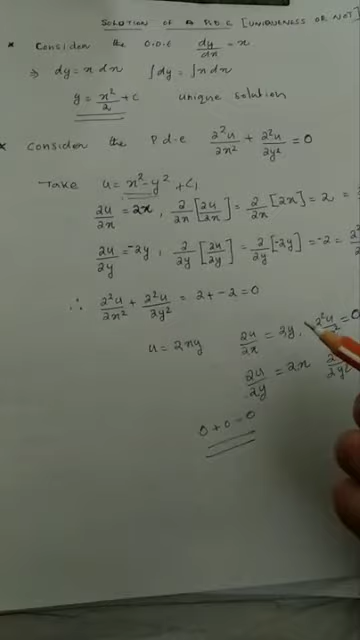 SOLUTION OF A P.D.E [UNIQUENESS OR NOT]
* Consider the O.D.E dy/dx = x
⇒ dy = x dx ∫dy = ∫x dx
y = x²/2 + c unique solution
* CONSIDER the P.d.e ∂²u/∂x² + ∂²u/∂y² = 0
Take u = x² - y² + C₁
∂u/∂x = 2x, ∂/∂x [∂u/∂x] = ∂/∂x [2x] = 2 =
∂u/∂y = -2y, ∂/∂y [∂u/∂y] = ∂/∂y [-2y] = -2 =
∴ ∂²u/∂x² + ∂²u/∂y² = 2 + -2 = 0
u = 2xy ∂u/∂x = 2y, = 0
∂u/∂y = 2x
0 + 0 = 0